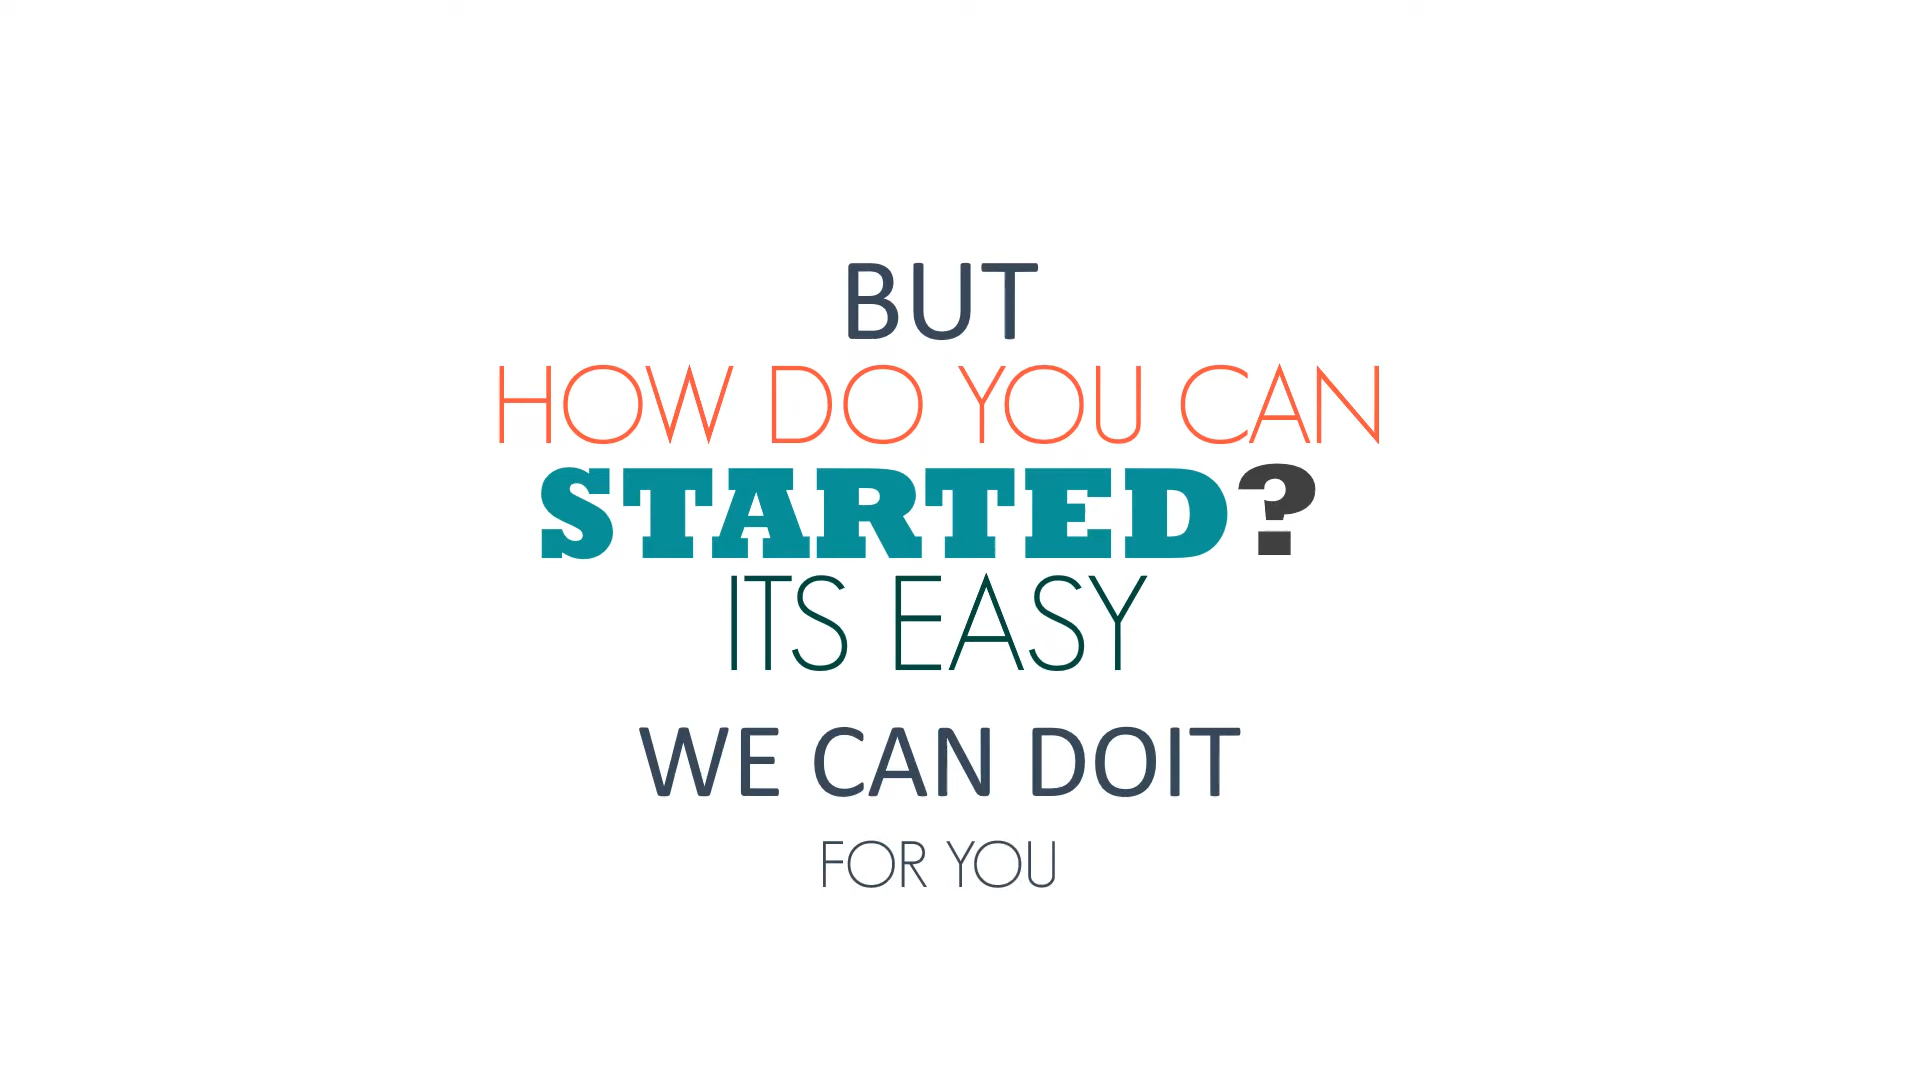 BUT
HOW DO YOU CAN
STARTED?
ITS EASY
WE CAN DOIT
FOR YOU